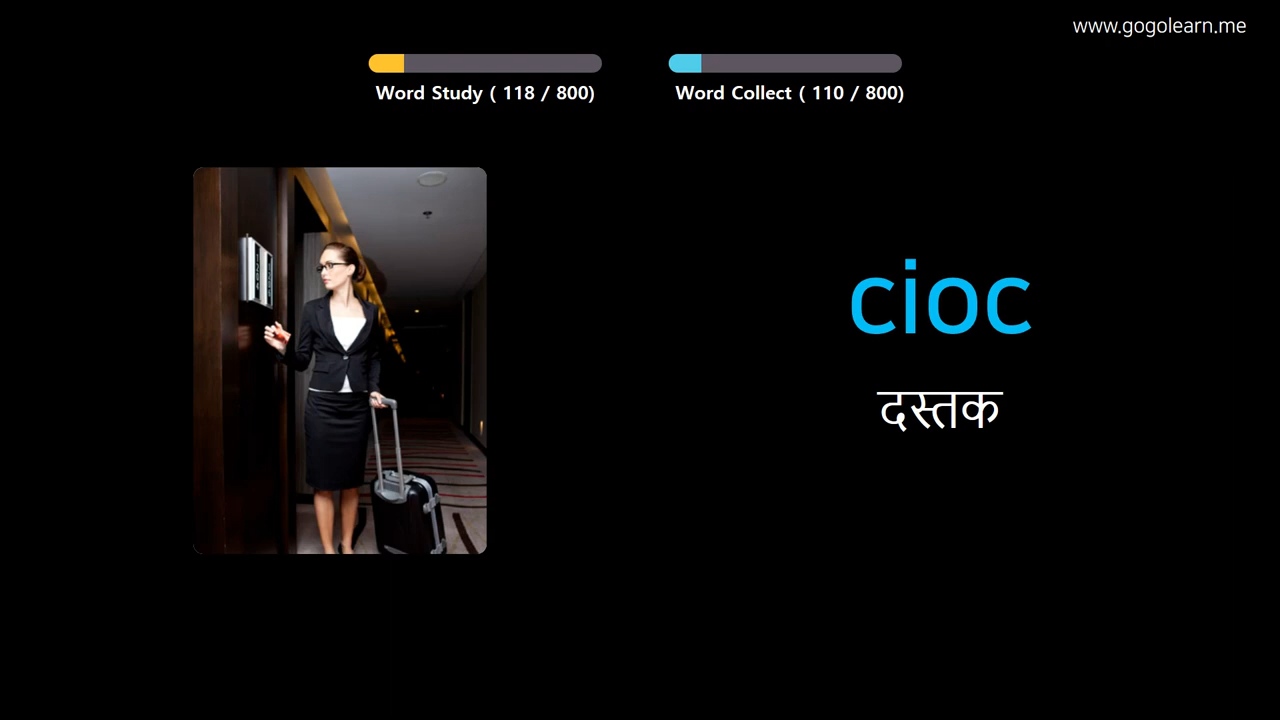 www.gogolearn.me
Word Study ( 118 / 800)
Word Collect ( 110 / 800)
cioc
दस्तक